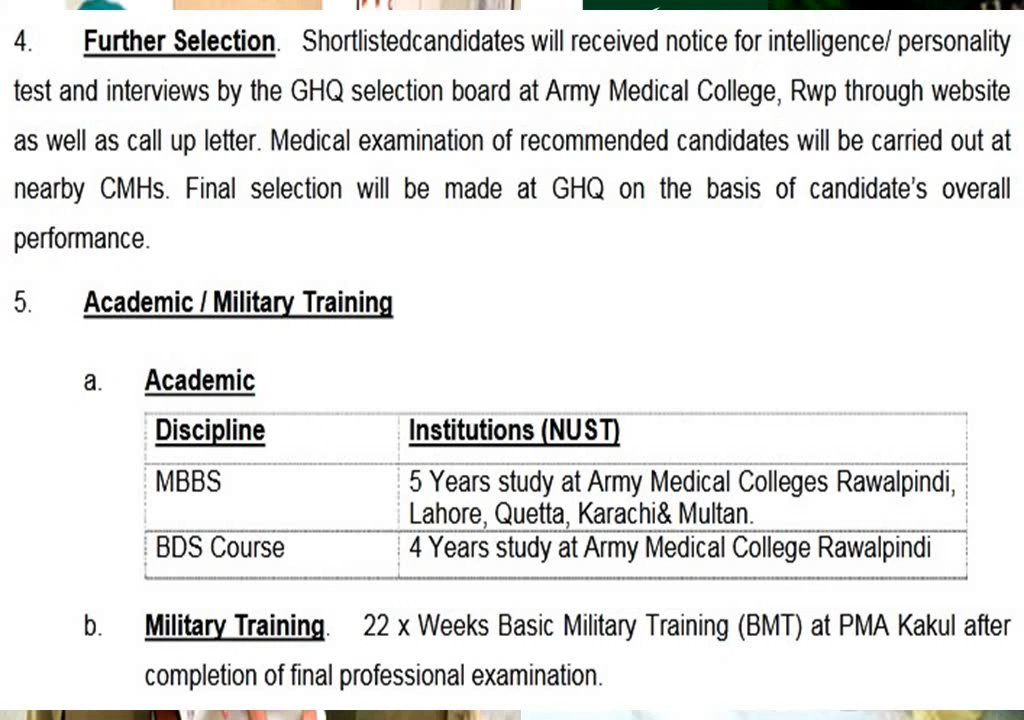 4. Further Selection. Shortlistedcandidates will received notice for intelligence/ personality
test and interviews by the GHQ selection board at Army Medical College, Rwp through website
as well as call up letter. Medical examination of recommended candidates will be carried out at
nearby CMHs. Final selection will be made at GHQ on the basis of candidate's overall
performance.
5. Academic / Military Training
a. Academic
Discipline Institutions (NUST)
MBBS 5 Years study at Army Medical Colleges Rawalpindi,
Lahore, Quetta, Karachi& Multan.
BDS Course 4 Years study at Army Medical College Rawalpindi
b. Military Training. 22 x Weeks Basic Military Training (BMT) at PMA Kakul after
completion of final professional examination.